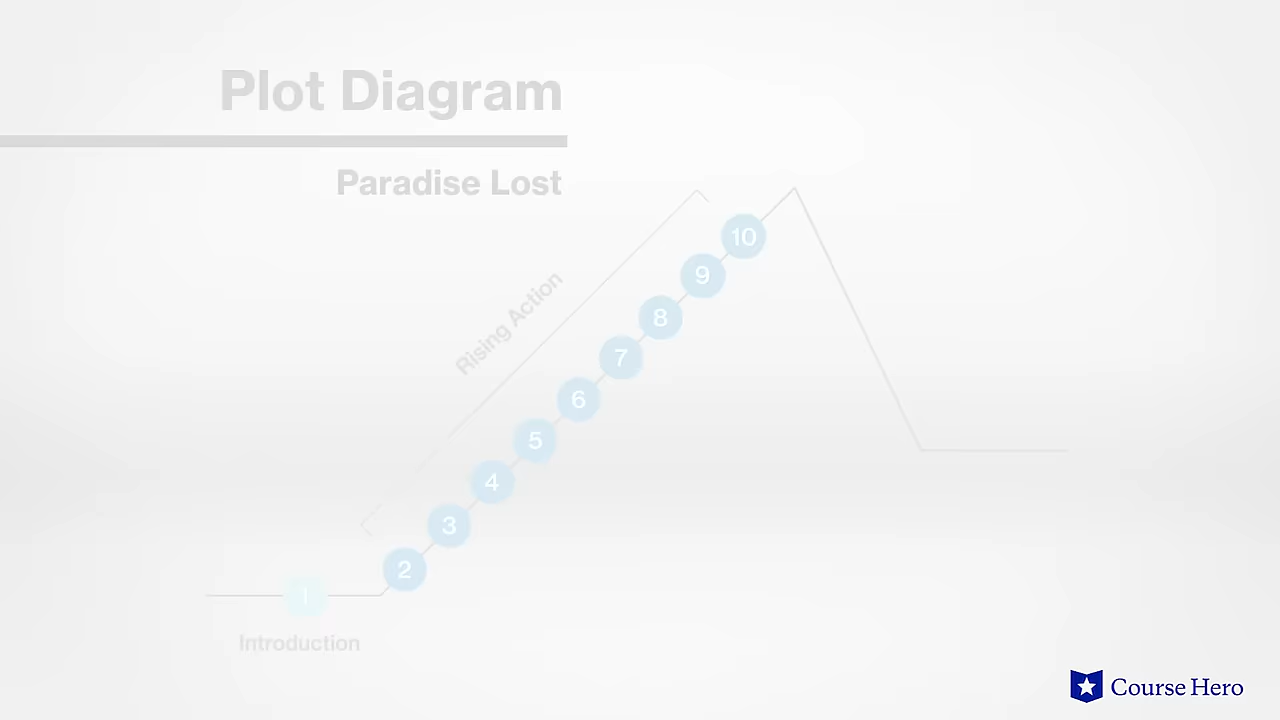 Plot Diagram
Paradise Lost
Rising Action
10
9
8
7
6
5
4
3
2
1
Introduction
Course Hero